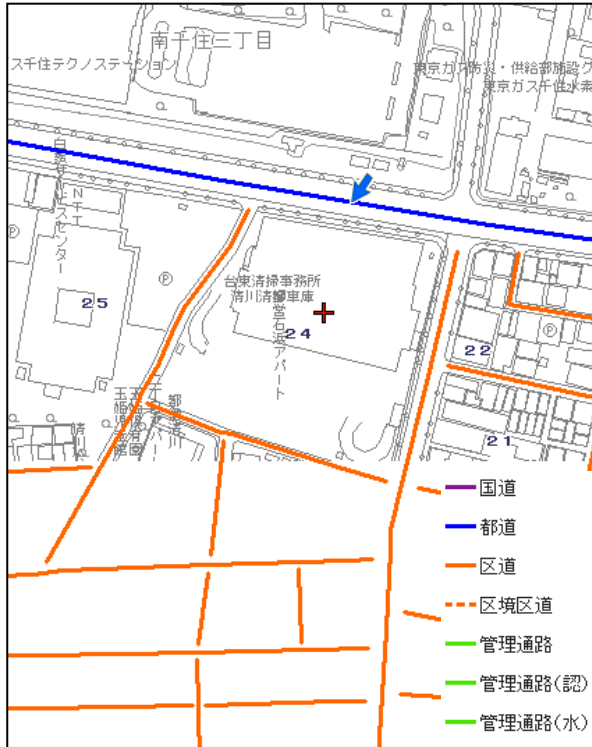 南千住三丁目
ス千住テクノステーション
東京ガス防災・供給部施設グ
東京ガス千住水素
NTT
台東清掃事務所
清川清掃車庫
都営石浜アパート
25
24
22
21
国道
都道
区道
区境区道
管理通路
管理通路(認)
管理通路(水)